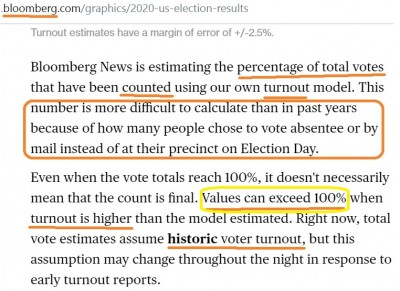 bloomberg.com/graphics/2020-us-election-results
Turnout estimates have a margin of error of +/-2.5%.
Bloomberg News is estimating the percentage of total votes
that have been counted using our own turnout model. This
number is more difficult to calculate than in past years
because of how many people chose to vote absentee or by
mail instead of at their precinct on Election Day.
Even when the vote totals reach 100%, it doesn't necessarily
mean that the count is final. Values can exceed 100% when
turnout is higher than the model estimated. Right now, total
vote estimates assume historic voter turnout, but this
assumption may change throughout the night in response to
early turnout reports.